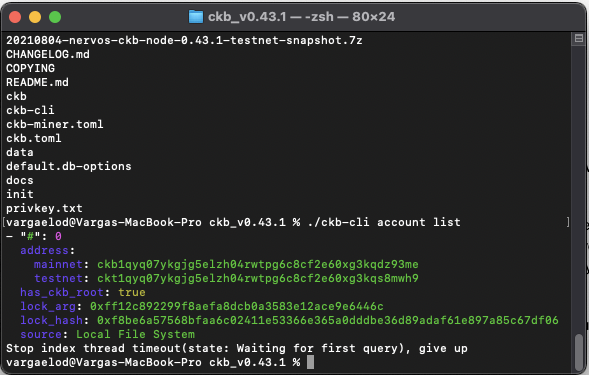 ckb_v0.43.1 — -zsh — 80×24
20210804-nervos-ckb-node-0.43.1-testnet-snapshot.7z
CHANGELOG.md
COPYING
README.md
ckb
ckb-cli
ckb-miner.toml
ckb.toml
data
default.db-options
docs
init
privkey.txt
[vargaelod@Vargas-MacBook-Pro ckb_v0.43.1 % ./ckb-cli account list ]
- "#": 0
address:
mainnet: ckb1qyq07ykgjg5elzh04rwtpg6c8cf2e60xg3kqdz93me
testnet: ckt1qyq07ykgjg5elzh04rwtpg6c8cf2e60xg3kqs8mwh9
has_ckb_root: true
lock_arg: 0xff12c892299f8aefa8dcb0a3583e12ace9e6446c
lock_hash: 0xf8be6a57568bfaa6c02411e53366e365a0dddbe36d89adaf61e897a85c67df06
source: Local File System
Stop index thread timeout(state: Waiting for first query), give up
vargaelod@Vargas-MacBook-Pro ckb_v0.43.1 %